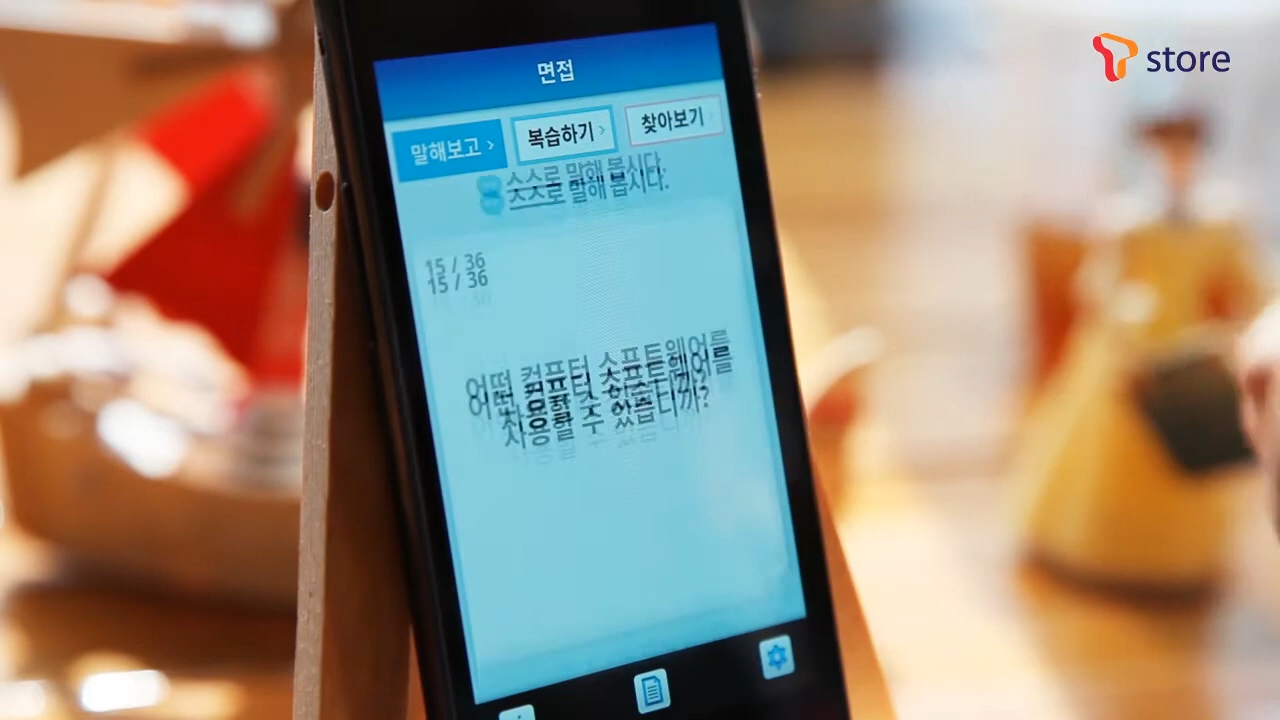 store
면접
말해보고 >
복습하기 >
찾아보기 >
스스로 말해 봅시다.
15 / 36
어떤 컴퓨터 소프트웨어를
사용할 수 있습니까?